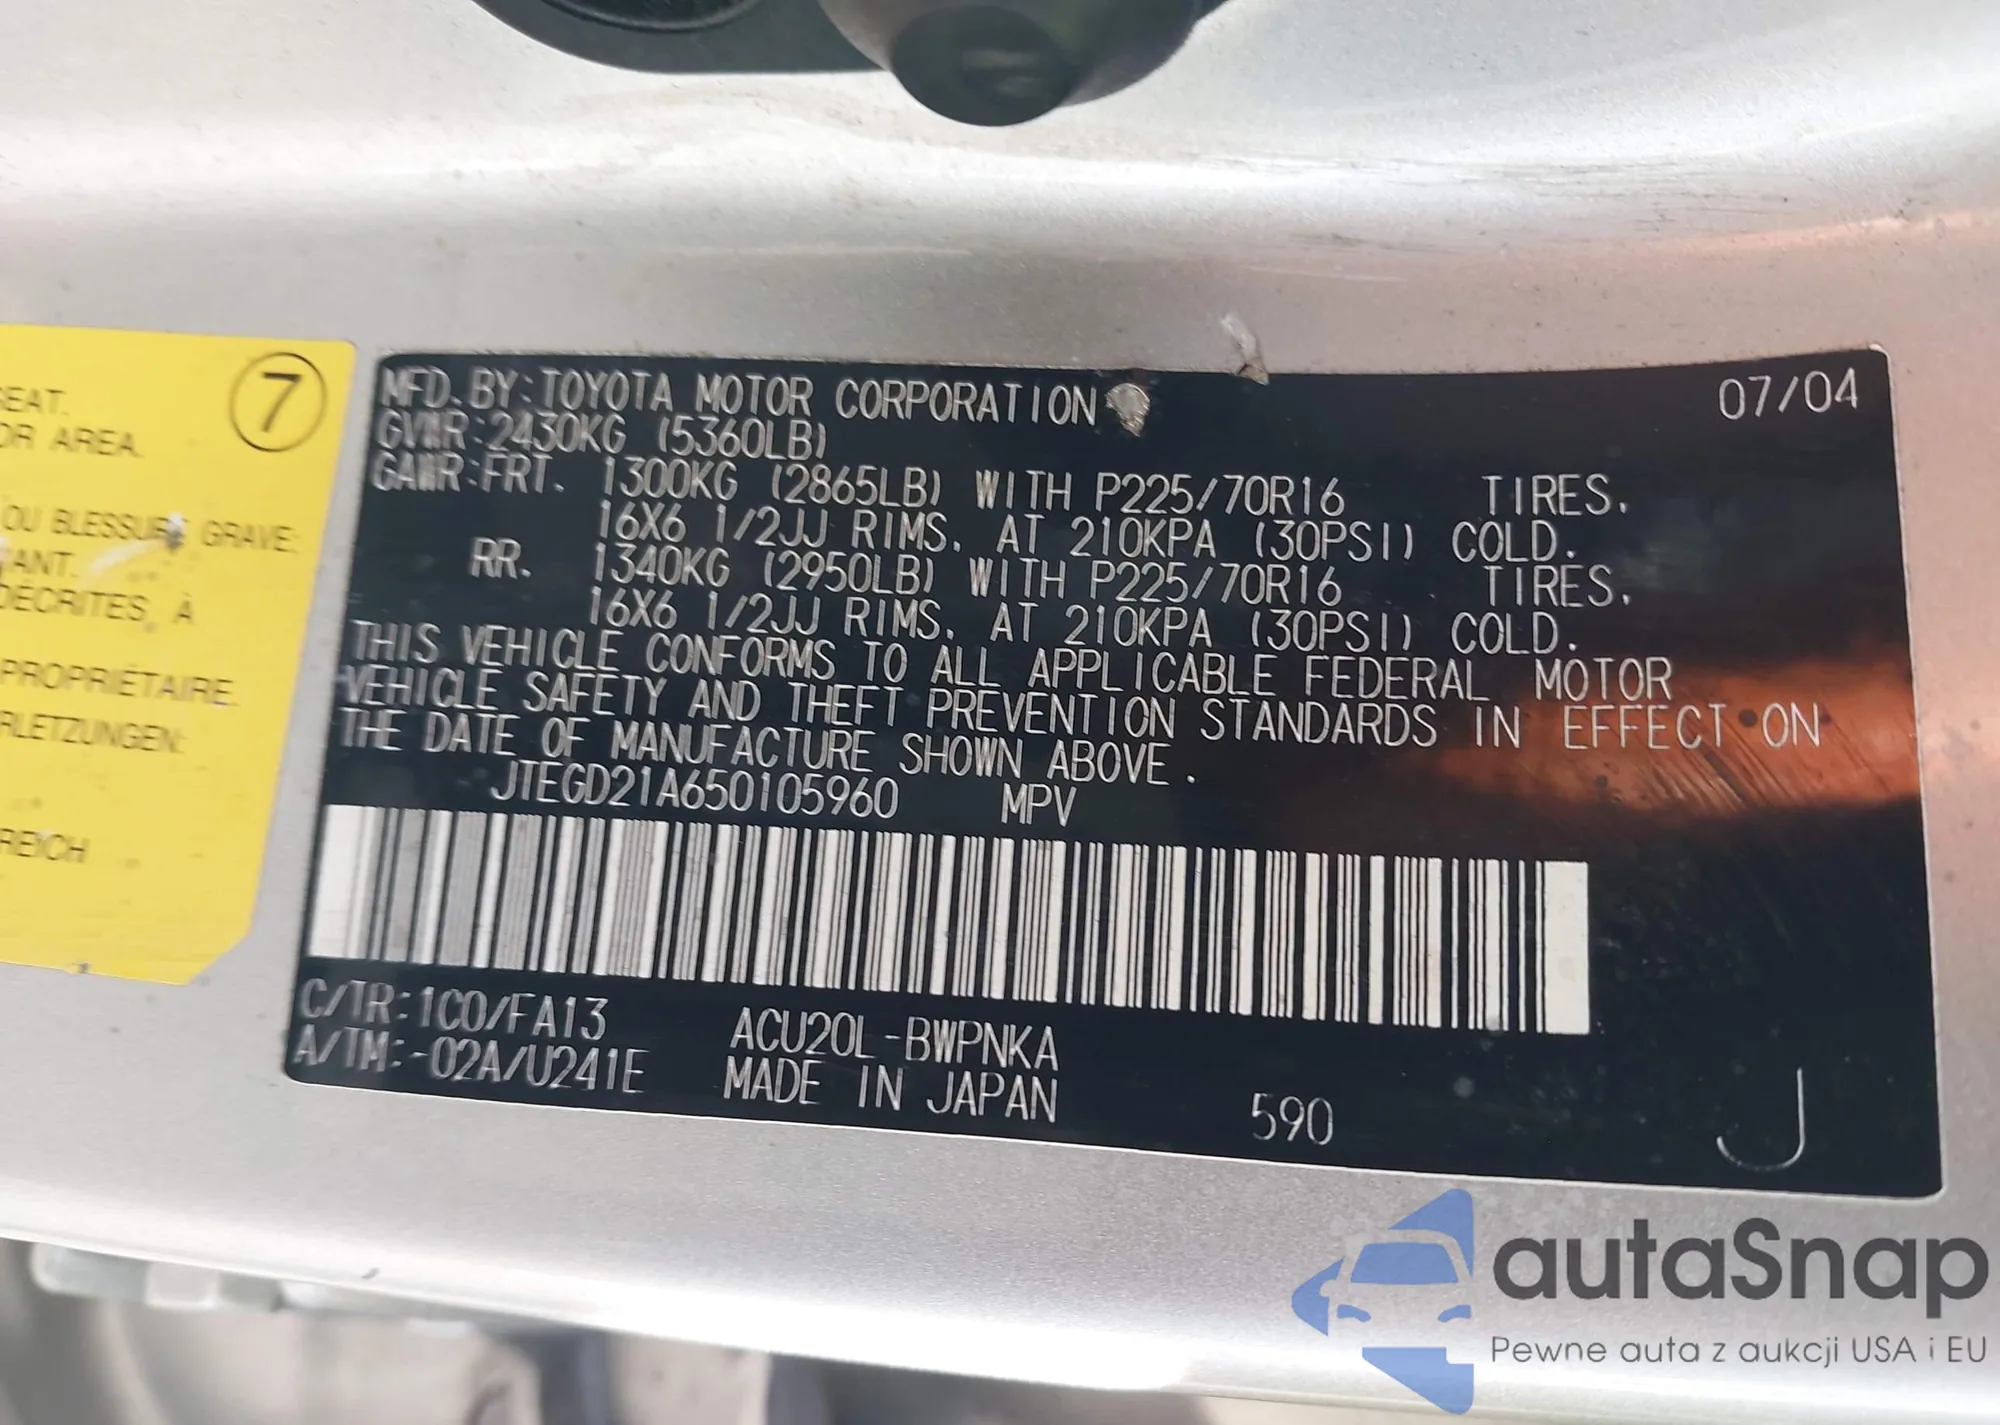 SEAT.
OR AREA.
7
OU BLESSURE GRAVE:
DÉCRITES, À
PROPRIÉTAIRE.
REICH
MFD. BY: TOYOTA MOTOR CORPORATION
07/04
GVWR: 2430KG (5360LB)
GAWR: FRT. 1300KG (2865LB) WITH P225/70R16 TIRES.
16X6 1/2JJ RIMS. AT 210KPA (30PSI) COLD.
RR. 1340KG (2950LB) WITH P225/70R16 TIRES.
16X6 1/2JJ RIMS. AT 210KPA (30PSI) COLD.
THIS VEHICLE CONFORMS TO ALL APPLICABLE FEDERAL MOTOR
VEHICLE SAFETY AND THEFT PREVENTION STANDARDS IN EFFECT ON
THE DATE OF MANUFACTURE SHOWN ABOVE.
JTEGD21A650105960 MPV
C/TR: 1C0/FA13 ACU20L-BWPNKA
A/TM: -02A/U241E MADE IN JAPAN
590
J
autaSnap
Pewne auta z aukcji USA i EU